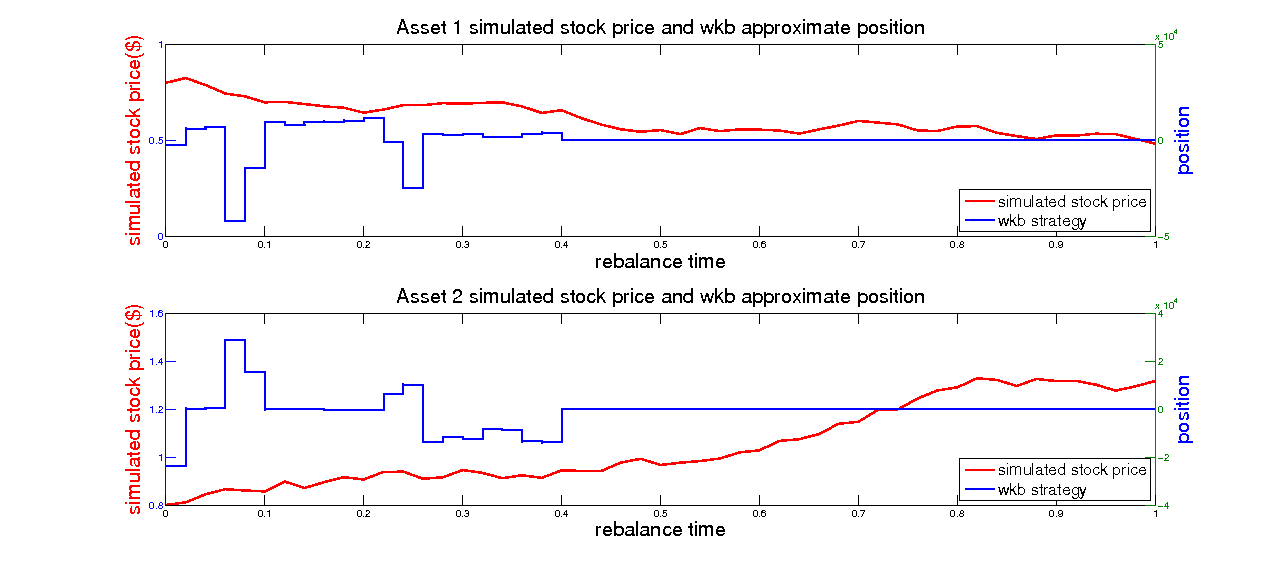 Asset 1 simulated stock price and wkb approximate position
x 10^4
simulated stock price($)
1
0.5
0
5
0
-5
position
simulated stock price
wkb strategy
0 0.1 0.2 0.3 0.4 0.5 0.6 0.7 0.8 0.9 1
rebalance time
Asset 2 simulated stock price and wkb approximate position
x 10^4
simulated stock price($)
1.6
1.4
1.2
1
0.8
4
2
0
-2
-4
position
simulated stock price
wkb strategy
0 0.1 0.2 0.3 0.4 0.5 0.6 0.7 0.8 0.9 1
rebalance time